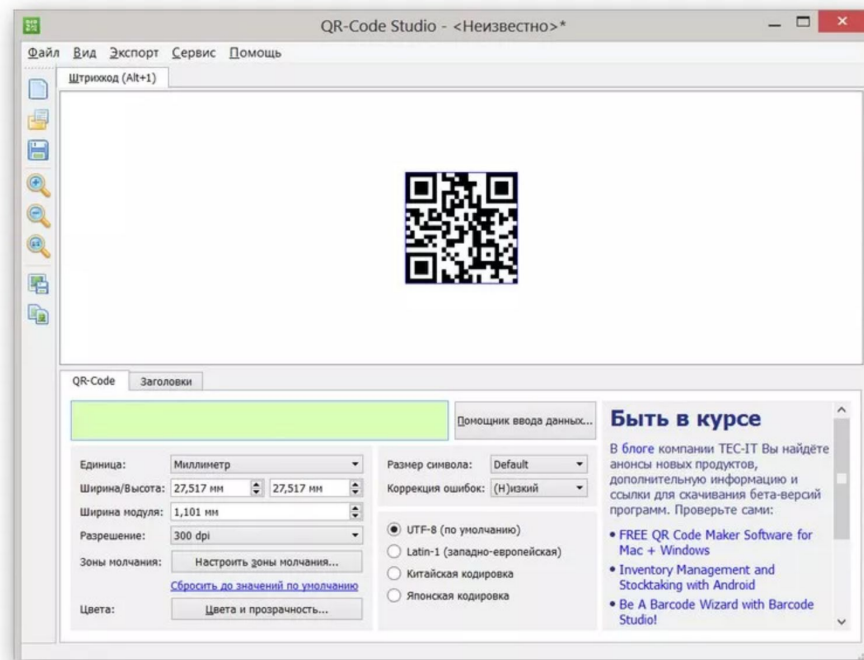 QR-Code Studio - <Неизвестно>*
Файл Вид Экспорт Сервис Помощь
Штрихкод (Alt+1)
QR-Code Заголовки
Помощник ввода данных...
Единица: Миллиметр
Ширина/Высота: 27,517 мм 27,517 мм
Ширина модуля: 1,101 мм
Разрешение: 300 dpi
Зоны молчания: Настроить зоны молчания...
Сбросить до значений по умолчанию
Цвета: Цвета и прозрачность...
Размер символа: Default
Коррекция ошибок: (Н)изкий
UTF-8 (по умолчанию)
Latin-1 (западно-европейская)
Китайская кодировка
Японская кодировка
Быть в курсе
В блоге компании TEC-IT Вы найдёте
анонсы новых продуктов,
дополнительную информацию и
ссылки для скачивания бета-версий
программ. Проверьте сами:
• FREE QR Code Maker Software for
Mac + Windows
• Inventory Management and
Stocktaking with Android
• Be A Barcode Wizard with Barcode
Studio!